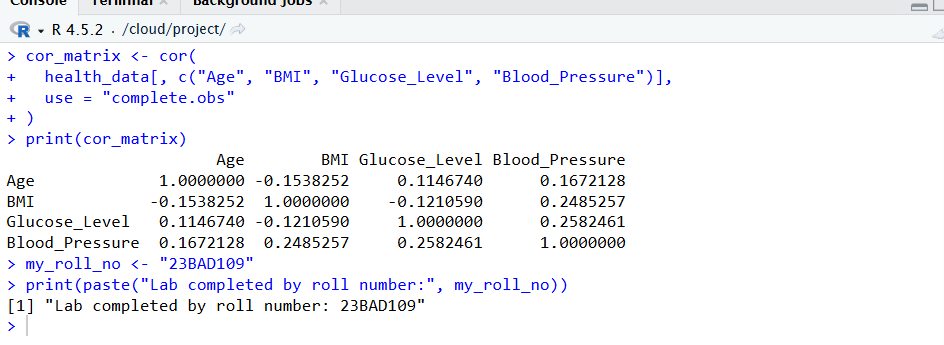 Console Terminal × Background Jobs ×
R 4.5.2 · /cloud/project/
> cor_matrix <- cor(
+   health_data[, c("Age", "BMI", "Glucose_Level", "Blood_Pressure")],
+   use = "complete.obs"
+ )
> print(cor_matrix)
                      Age        BMI Glucose_Level Blood_Pressure
Age             1.0000000 -0.1538252     0.1146740      0.1672128
BMI            -0.1538252  1.0000000    -0.1210590      0.2485257
Glucose_Level   0.1146740 -0.1210590     1.0000000      0.2582461
Blood_Pressure  0.1672128  0.2485257     0.2582461      1.0000000
> my_roll_no <- "23BAD109"
> print(paste("Lab completed by roll number:", my_roll_no))
[1] "Lab completed by roll number: 23BAD109"
>